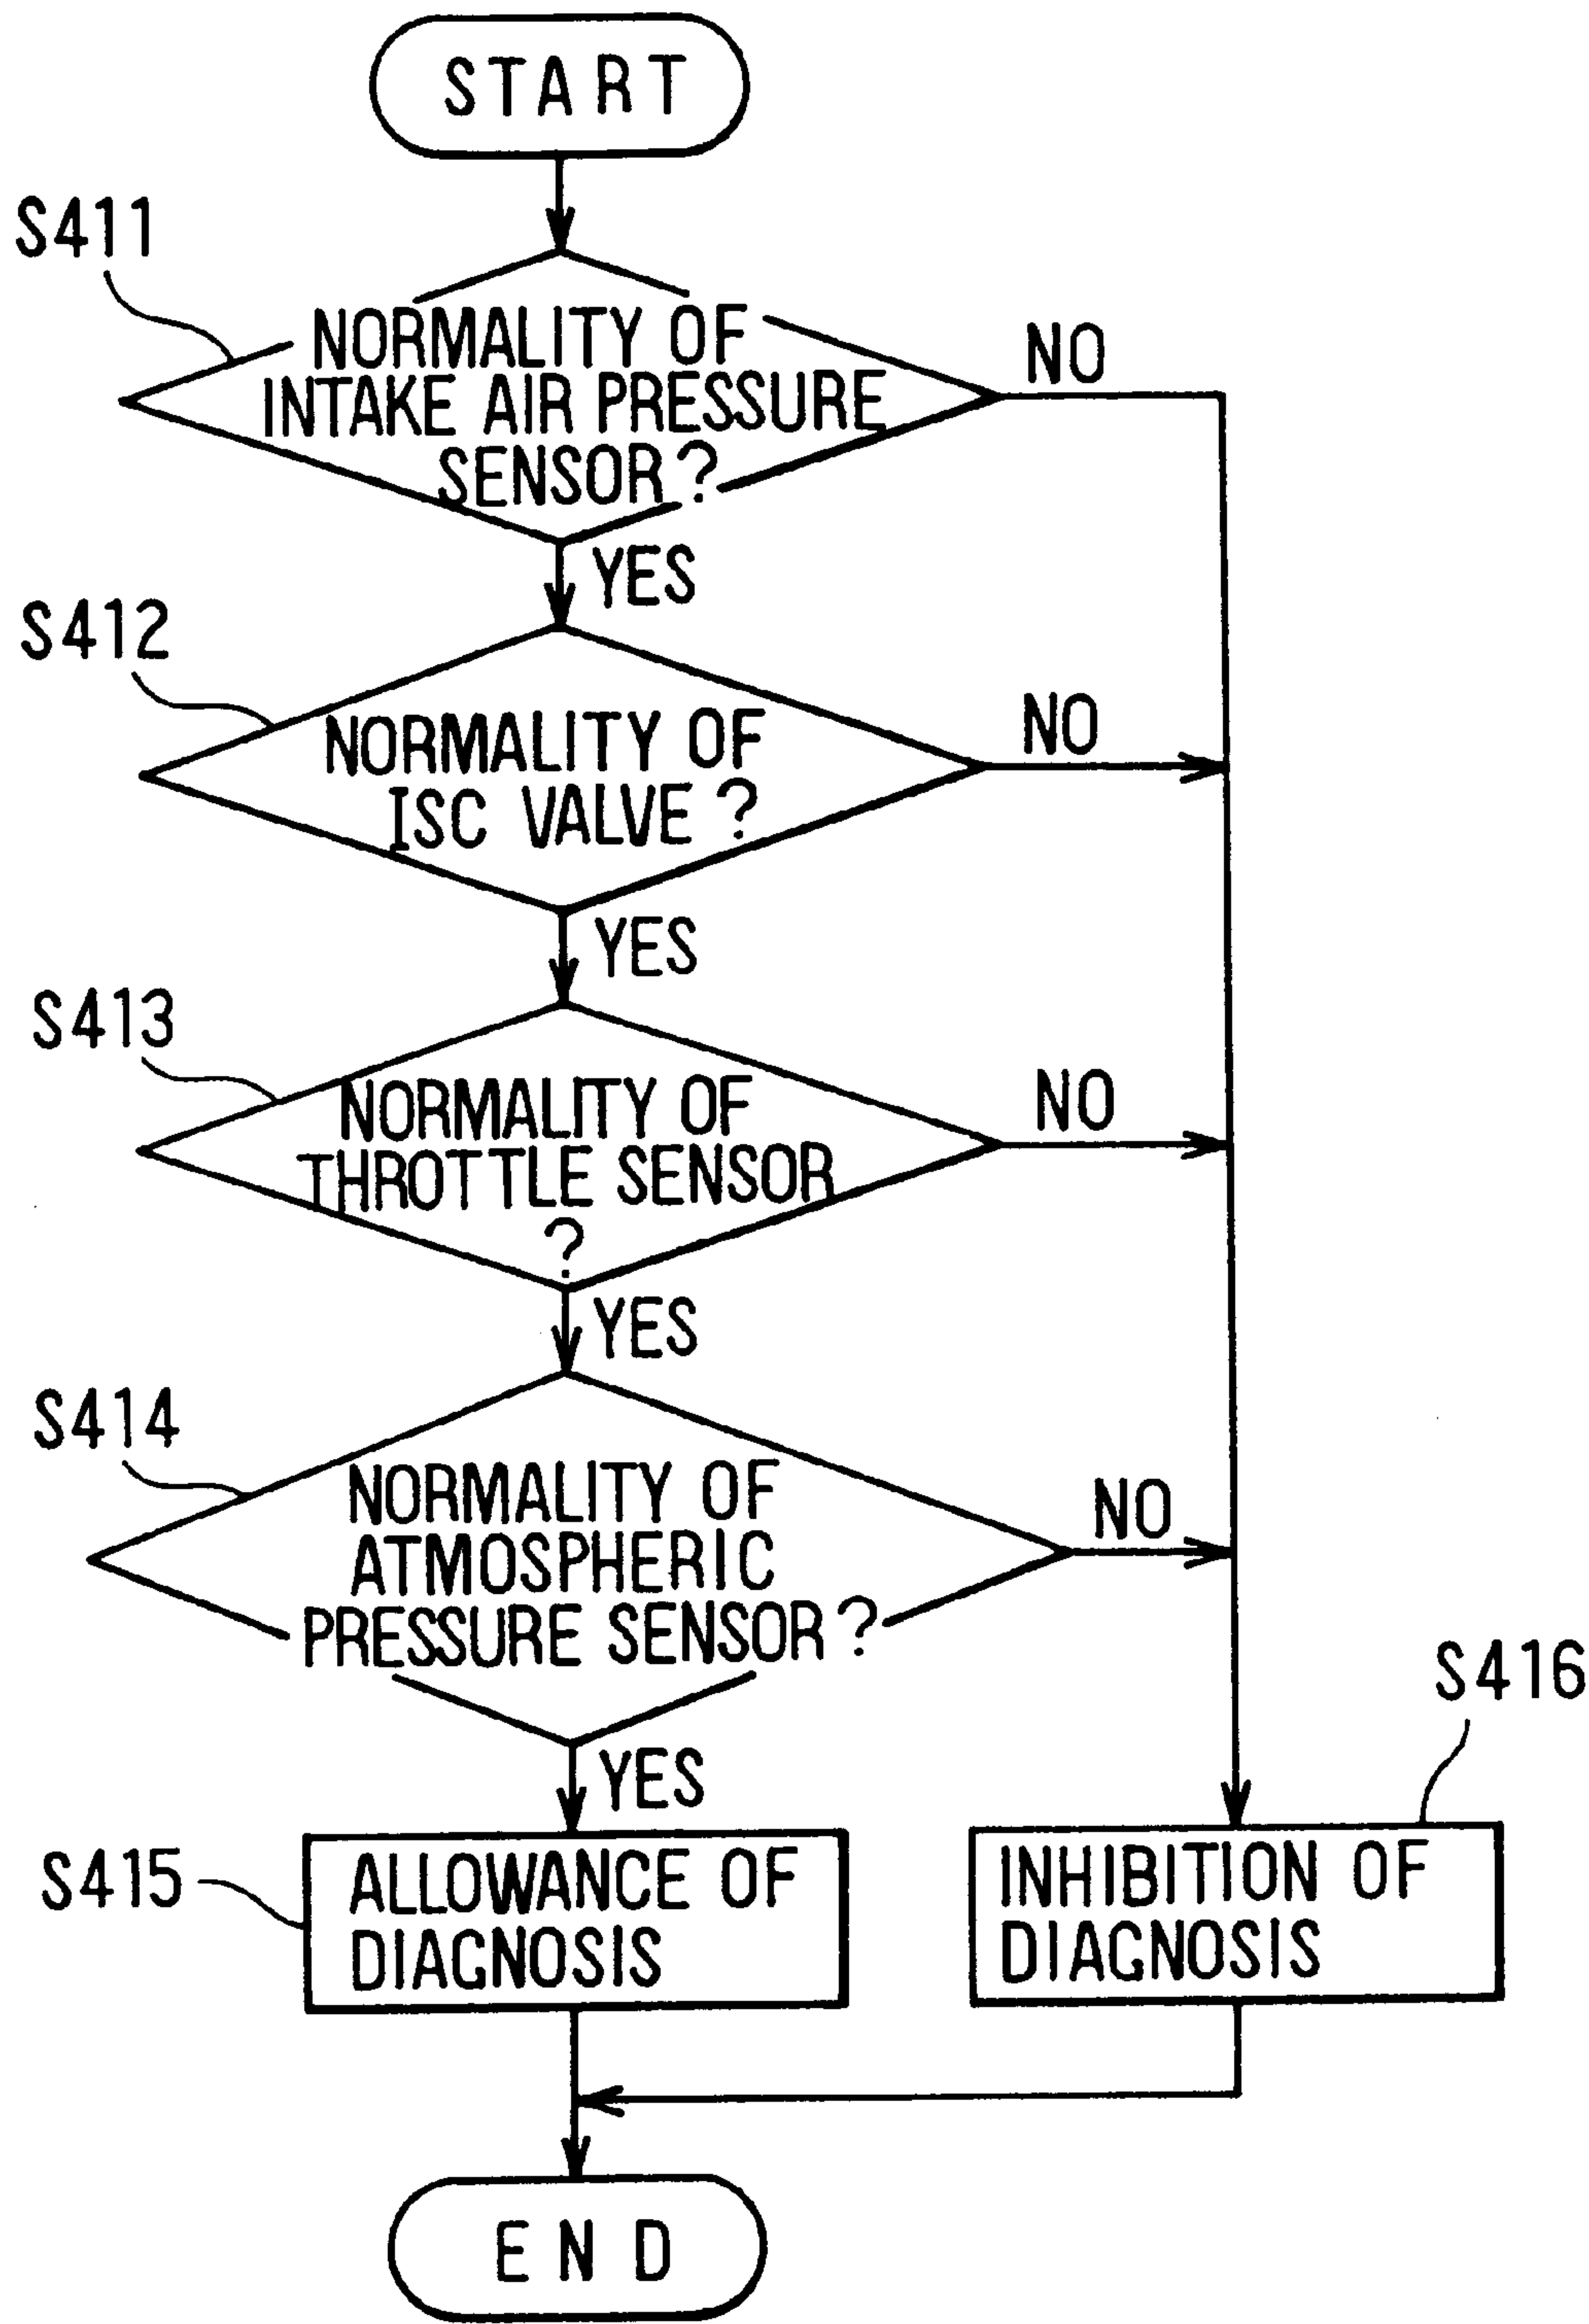 START
S411
NORMALITY OF
INTAKE AIR PRESSURE
SENSOR?
NO
YES
S412
NORMALITY OF
ISC VALVE?
NO
YES
S413
NORMALITY OF
THROTTLE SENSOR
?
NO
YES
S414
NORMALITY OF
ATMOSPHERIC
PRESSURE SENSOR?
NO
YES
S415
ALLOWANCE OF
DIAGNOSIS
S416
INHIBITION OF
DIAGNOSIS
END